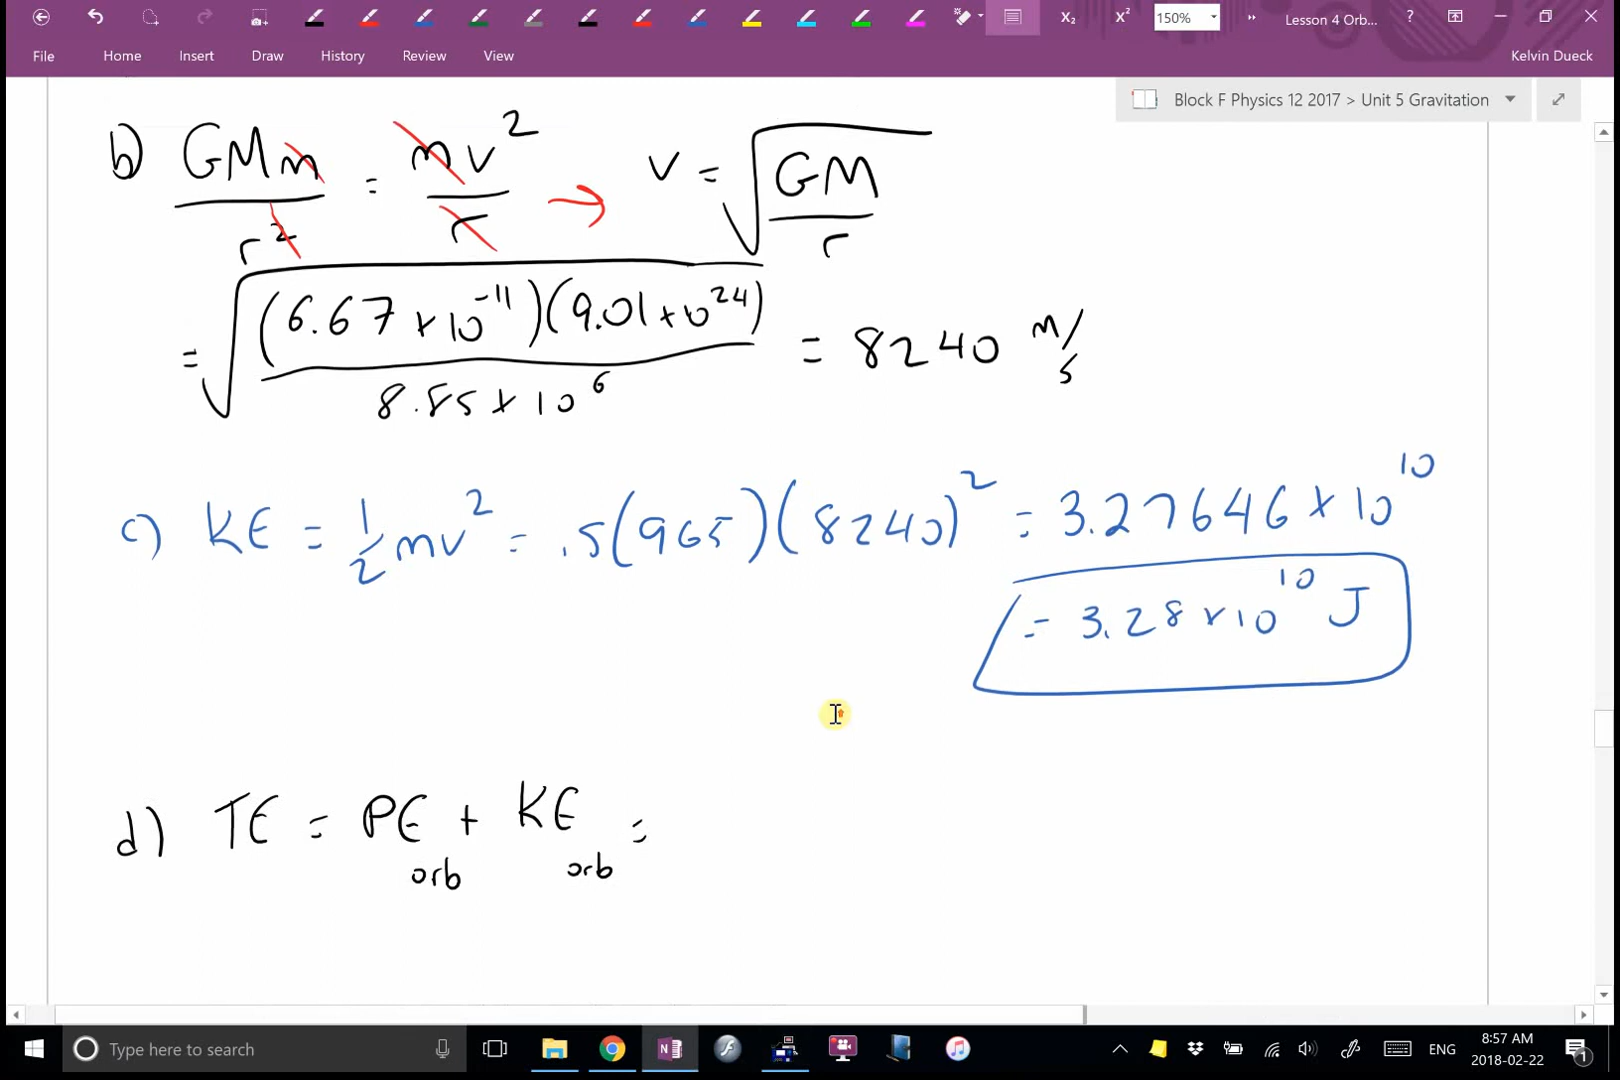 150%
Lesson 4 Orb...
?
File Home Insert Draw History Review View
Kelvin Dueck
Block F Physics 12 2017 > Unit 5 Gravitation
b) GMm/r² = mv²/r → v = √(GM/r)
= √((6.67 × 10⁻¹¹)(9.01 × 10²⁴)/8.85 × 10⁶) = 8240 m/s
c) KE = ½mv² = .5(965)(8240)² = 3.27646 × 10¹⁰
= 3.28 × 10¹⁰ J
d) TE = PE orb + KE orb =
Type here to search
ENG
8:57 AM
2018-02-22
1